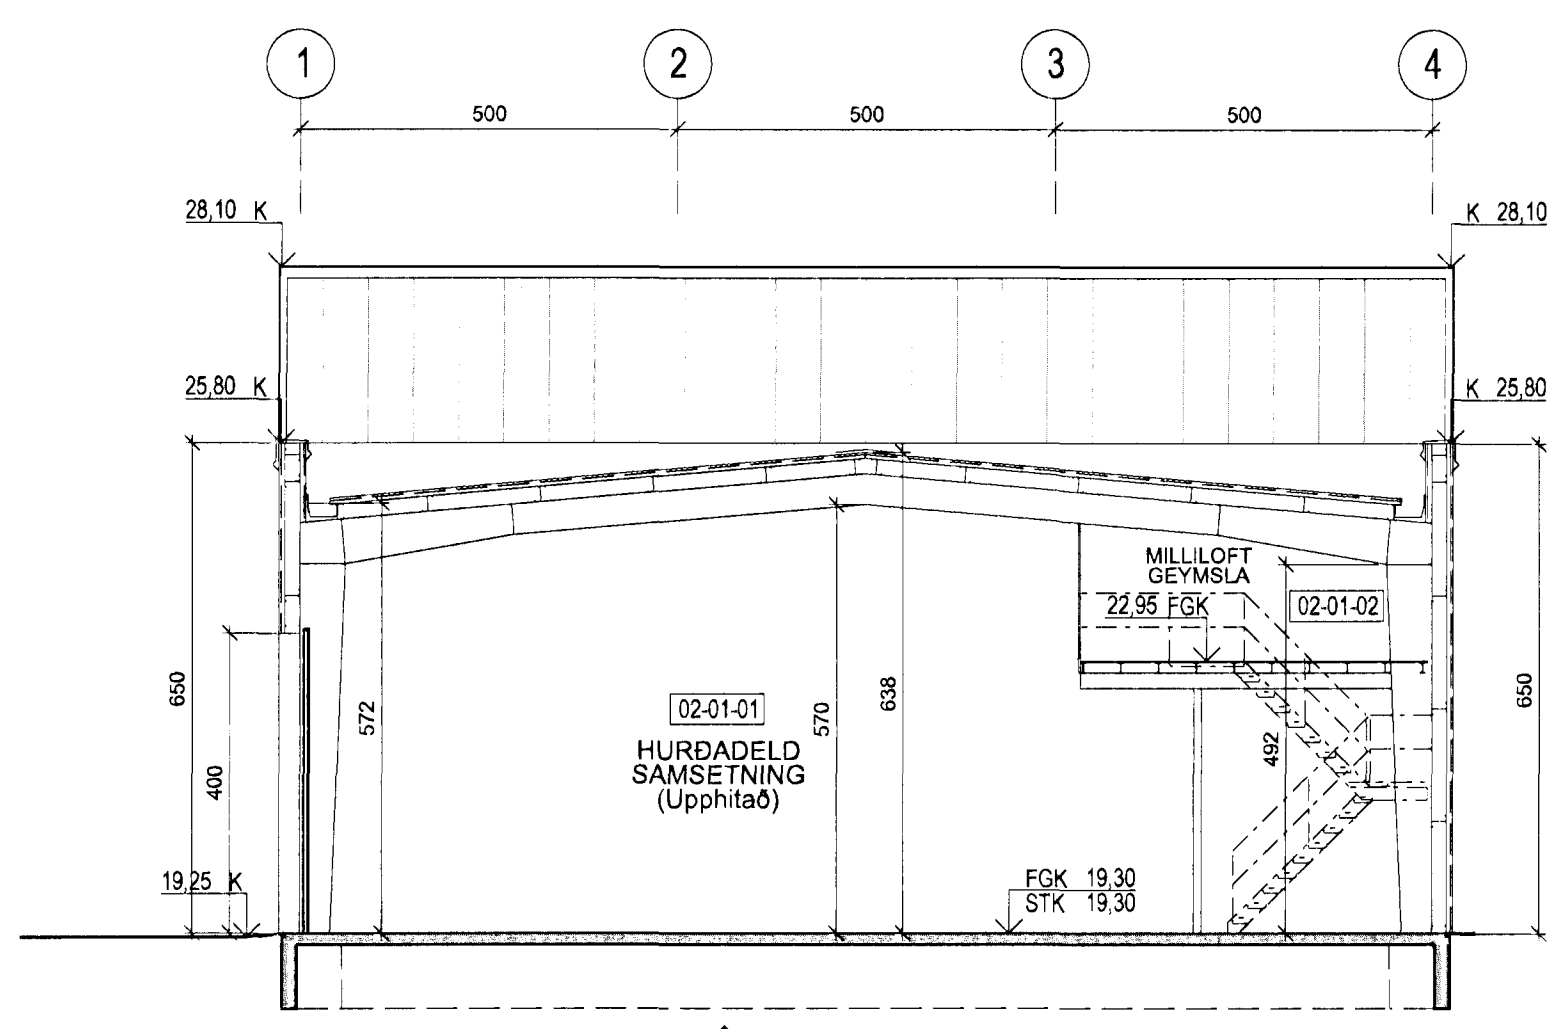 1 2 3 4
500 500 500
28,10 K
K 28,10
25,80 K
K 25,80
MILLILOFT
GEYMSLA
22,95 FGK
02-01-02
650
400
572
02-01-01
HURÐADELD
SAMSETNING
(Upphitað)
570
638
492
650
19,25 K
FGK 19,30
STK 19,30